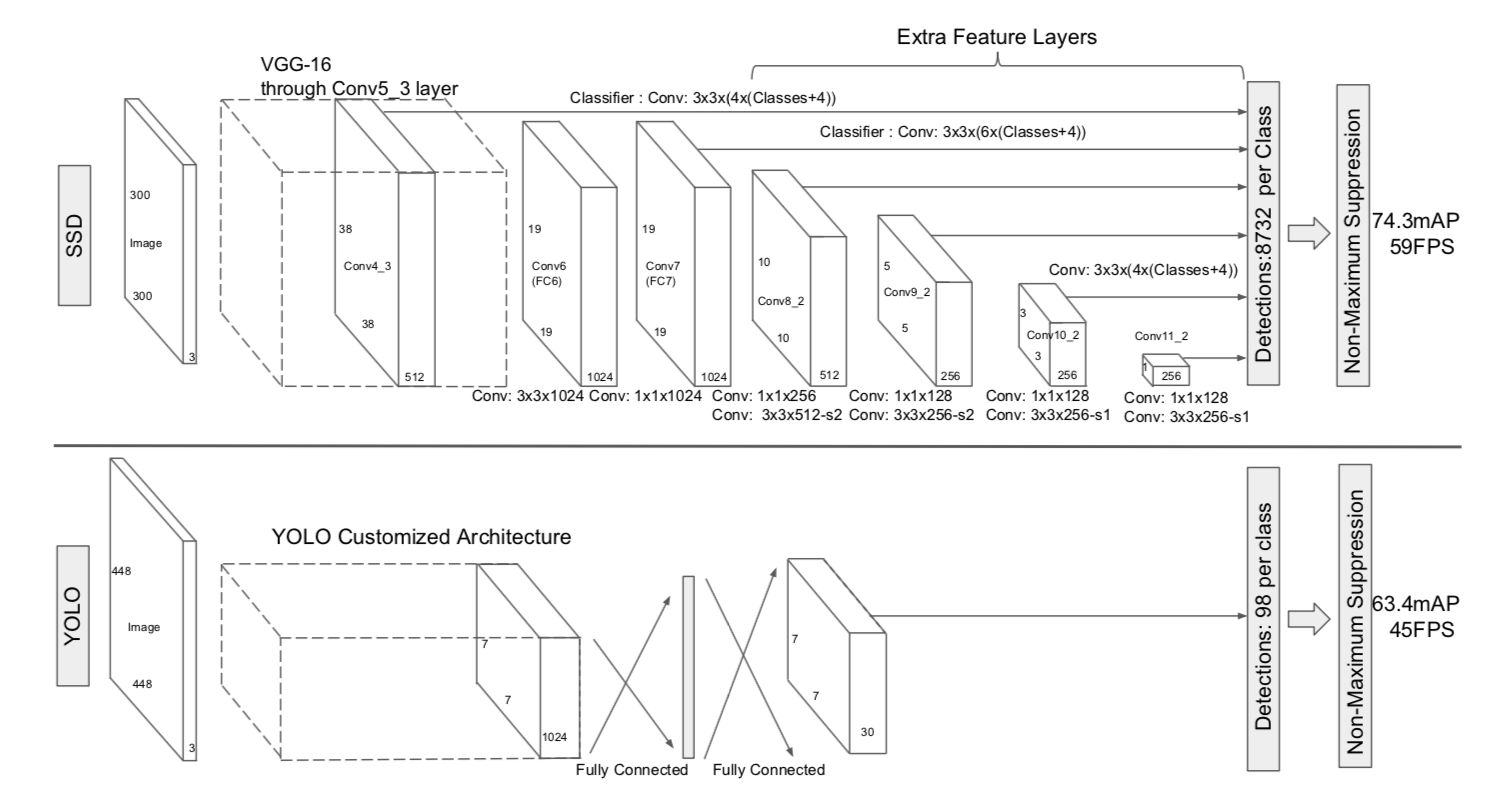 Extra Feature Layers
VGG-16
through Conv5_3 layer
Classifier : Conv: 3x3x(4x(Classes+4))
Classifier : Conv: 3x3x(6x(Classes+4))
SSD
300
Image
300
3
38
Conv4_3
38
512
19
Conv6
(FC6)
19
1024
19
Conv7
(FC7)
19
1024
10
Conv8_2
10
512
5
Conv9_2
5
256
Conv: 3x3x(4x(Classes+4))
3
Conv10_2
3
256
Conv11_2
1
256
Conv: 3x3x1024
Conv: 1x1x1024
Conv: 1x1x256
Conv: 3x3x512-s2
Conv: 1x1x128
Conv: 3x3x256-s2
Conv: 1x1x128
Conv: 3x3x256-s1
Conv: 1x1x128
Conv: 3x3x256-s1
Detections:8732 per Class
Non-Maximum Suppression
74.3mAP
59FPS
YOLO
448
Image
448
3
YOLO Customized Architecture
7
7
1024
Fully Connected
Fully Connected
7
7
30
Detections: 98 per class
Non-Maximum Suppression
63.4mAP
45FPS